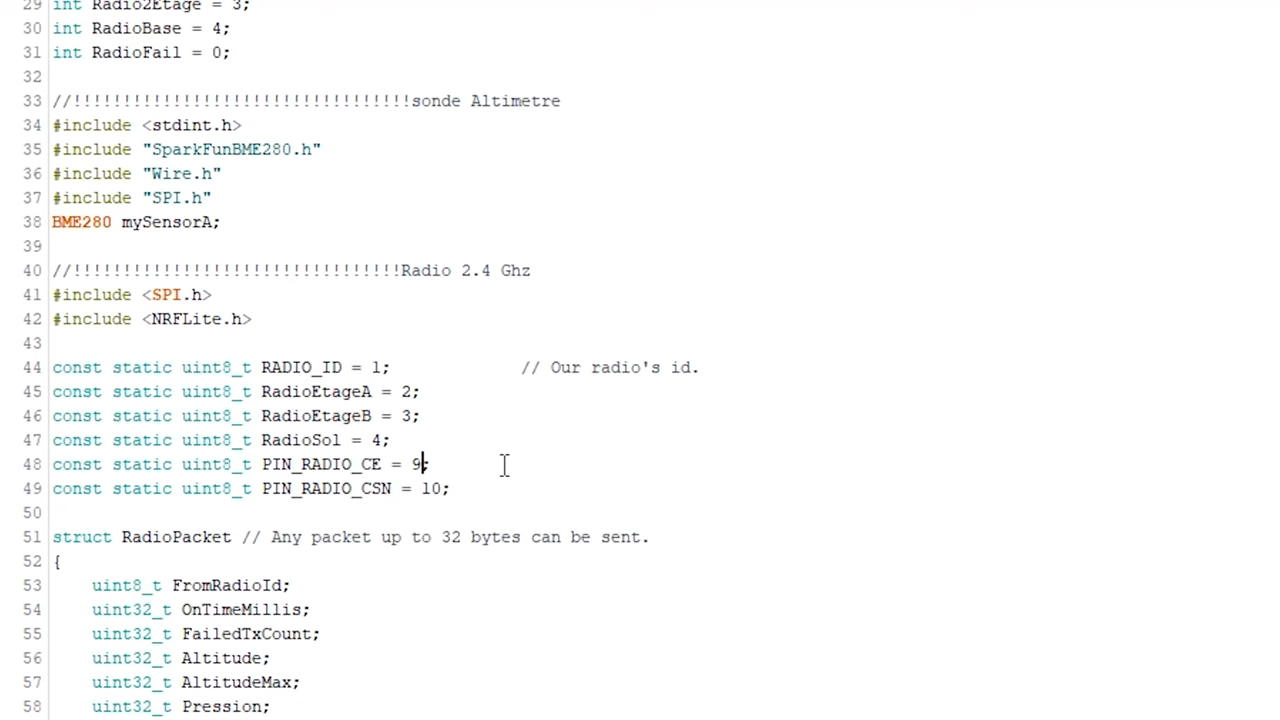 29 int Radio2Etage = 3;
30 int RadioBase = 4;
31 int RadioFail = 0;
32
33 //!!!!!!!!!!!!!!!!!!!!!!!!!!!!!!!!!!sonde Altimetre
34 #include <stdint.h>
35 #include "SparkFunBME280.h"
36 #include "Wire.h"
37 #include "SPI.h"
38 BME280 mySensorA;
39
40 //!!!!!!!!!!!!!!!!!!!!!!!!!!!!!!!!!Radio 2.4 Ghz
41 #include <SPI.h>
42 #include <NRFLite.h>
43
44 const static uint8_t RADIO_ID = 1;             // Our radio's id.
45 const static uint8_t RadioEtageA = 2;
46 const static uint8_t RadioEtageB = 3;
47 const static uint8_t RadioSol = 4;
48 const static uint8_t PIN_RADIO_CE = 9;
49 const static uint8_t PIN_RADIO_CSN = 10;
50
51 struct RadioPacket // Any packet up to 32 bytes can be sent.
52 {
53     uint8_t FromRadioId;
54     uint32_t OnTimeMillis;
55     uint32_t FailedTxCount;
56     uint32_t Altitude;
57     uint32_t AltitudeMax;
58     uint32_t Pression;